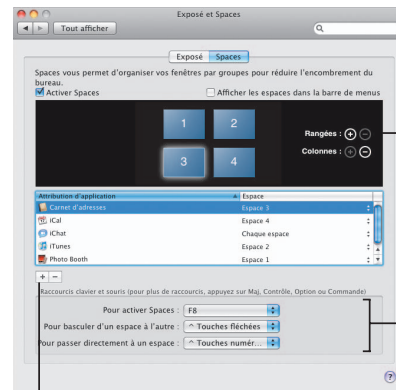 Exposé et Spaces
Tout afficher
Exposé Spaces
Spaces vous permet d'organiser vos fenêtres par groupes pour réduire l'encombrement du
bureau.
Activer Spaces Afficher les espaces dans la barre de menus
1 2
Rangées :
3 4
Colonnes :
Attribution d'application Espace
Carnet d'adresses Espace 3
iCal Espace 4
iChat Chaque espace
iTunes Espace 2
Photo Booth Espace 1
+ −
Raccourcis clavier et souris (pour plus de raccourcis, appuyez sur Maj, Contrôle, Option ou Commande)
Pour activer Spaces : F8
Pour basculer d'un espace à l'autre : ^ Touches fléchées
Pour passer directement à un espace : ^ Touches numér...
?